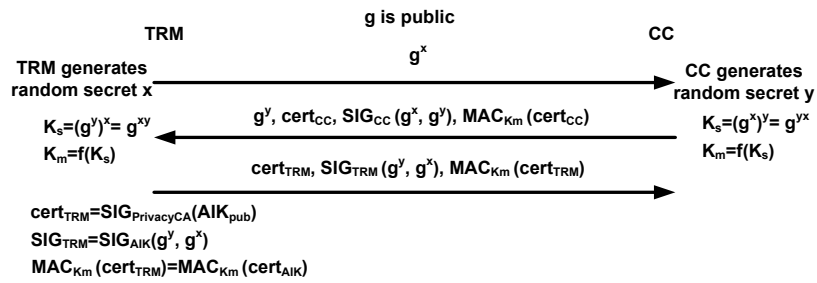 g is public
TRM
CC
g^x
TRM generates
random secret x
CC generates
random secret y
g^y, cert_CC, SIG_CC (g^x, g^y), MAC_Km (cert_CC)
K_s=(g^y)^x= g^xy
K_m=f(K_s)
K_s=(g^x)^y= g^yx
K_m=f(K_s)
cert_TRM, SIG_TRM (g^y, g^x), MAC_Km (cert_TRM)
cert_TRM=SIG_PrivacyCA(AIK_pub)
SIG_TRM=SIG_AIK(g^y, g^x)
MAC_Km (cert_TRM)=MAC_Km (cert_AIK)